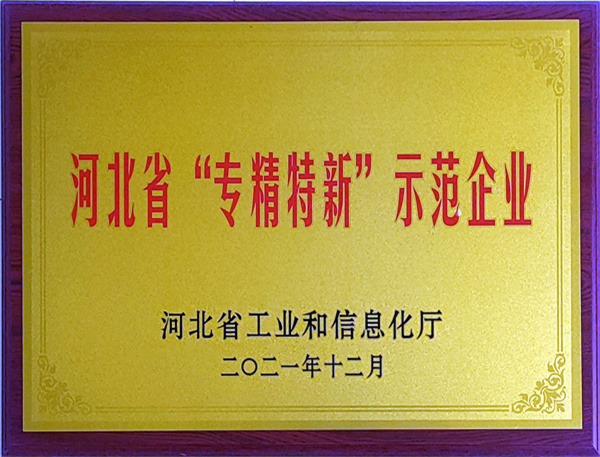 河北省“专精特新”示范企业
河北省工业和信息化厅
二〇二一年十二月